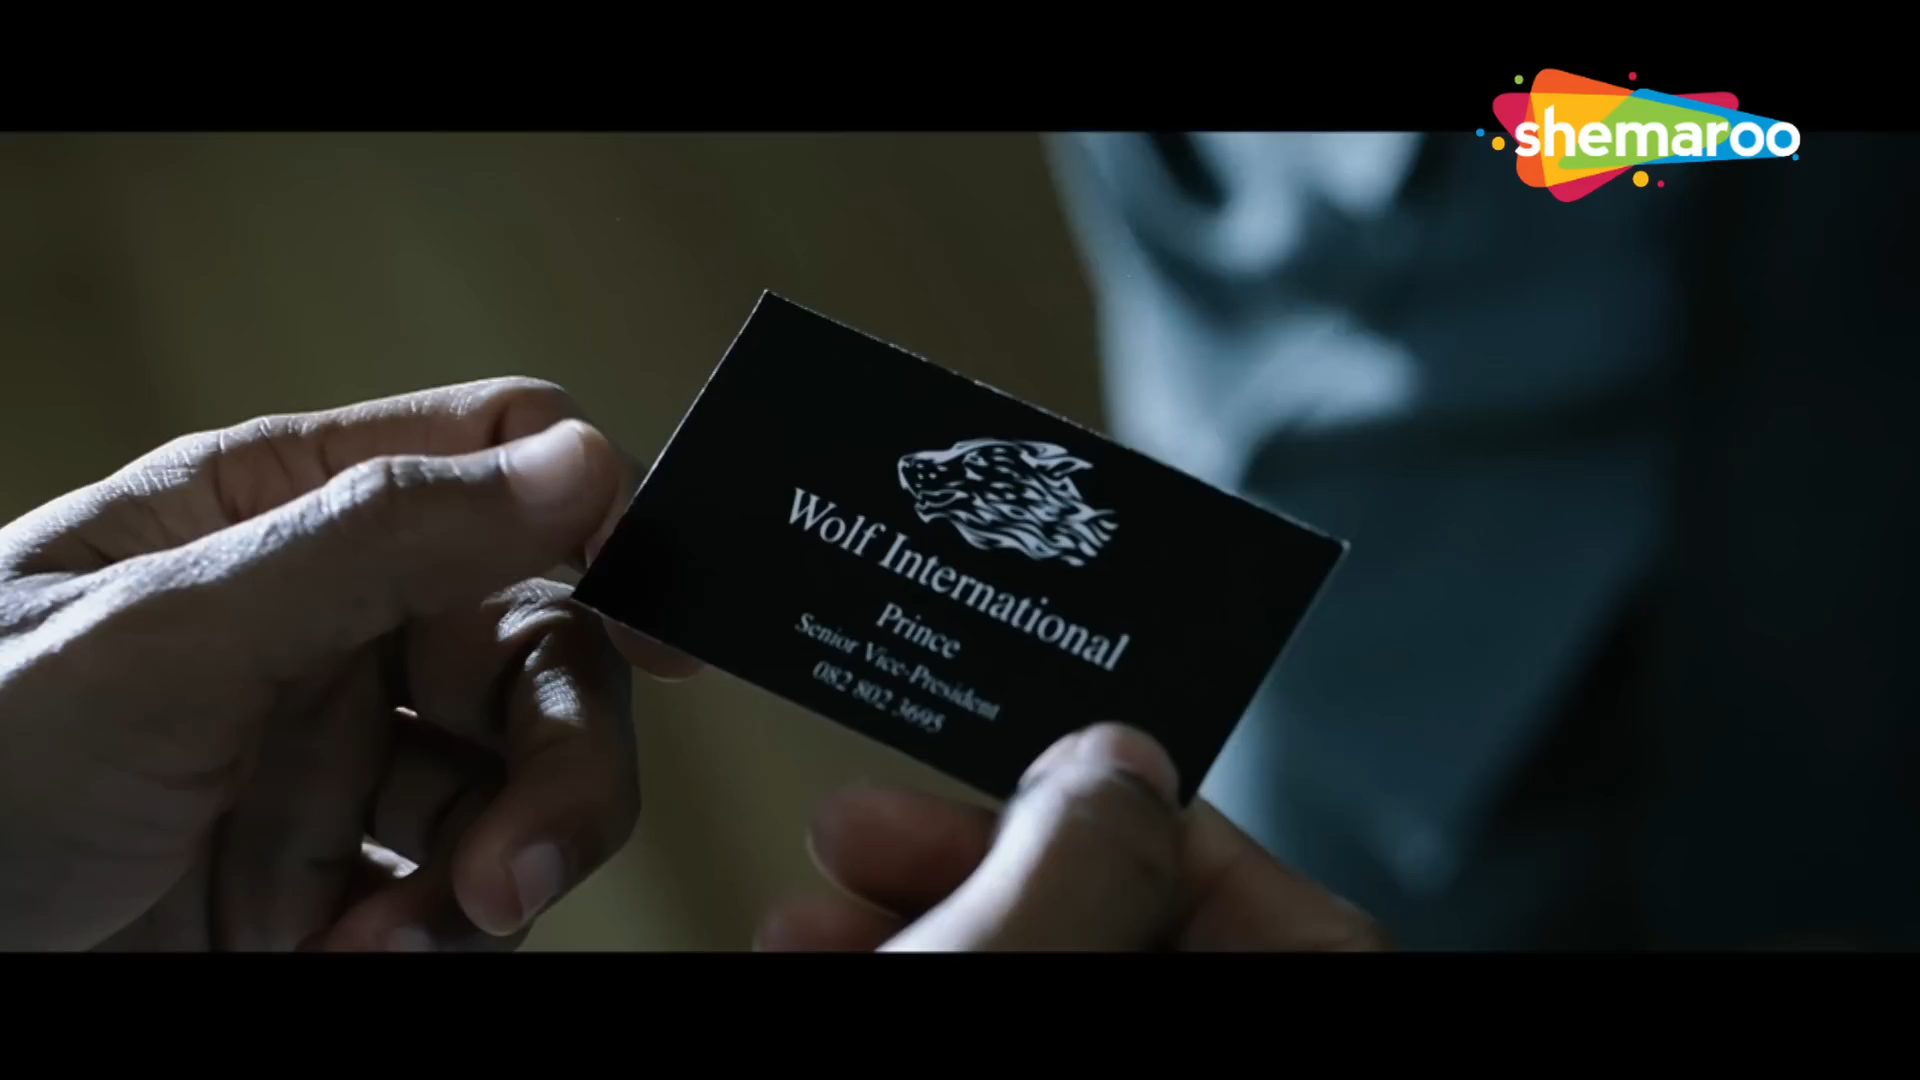 shemaroo
Wolf International
Prince
Senior Vice-President
082 802 3695